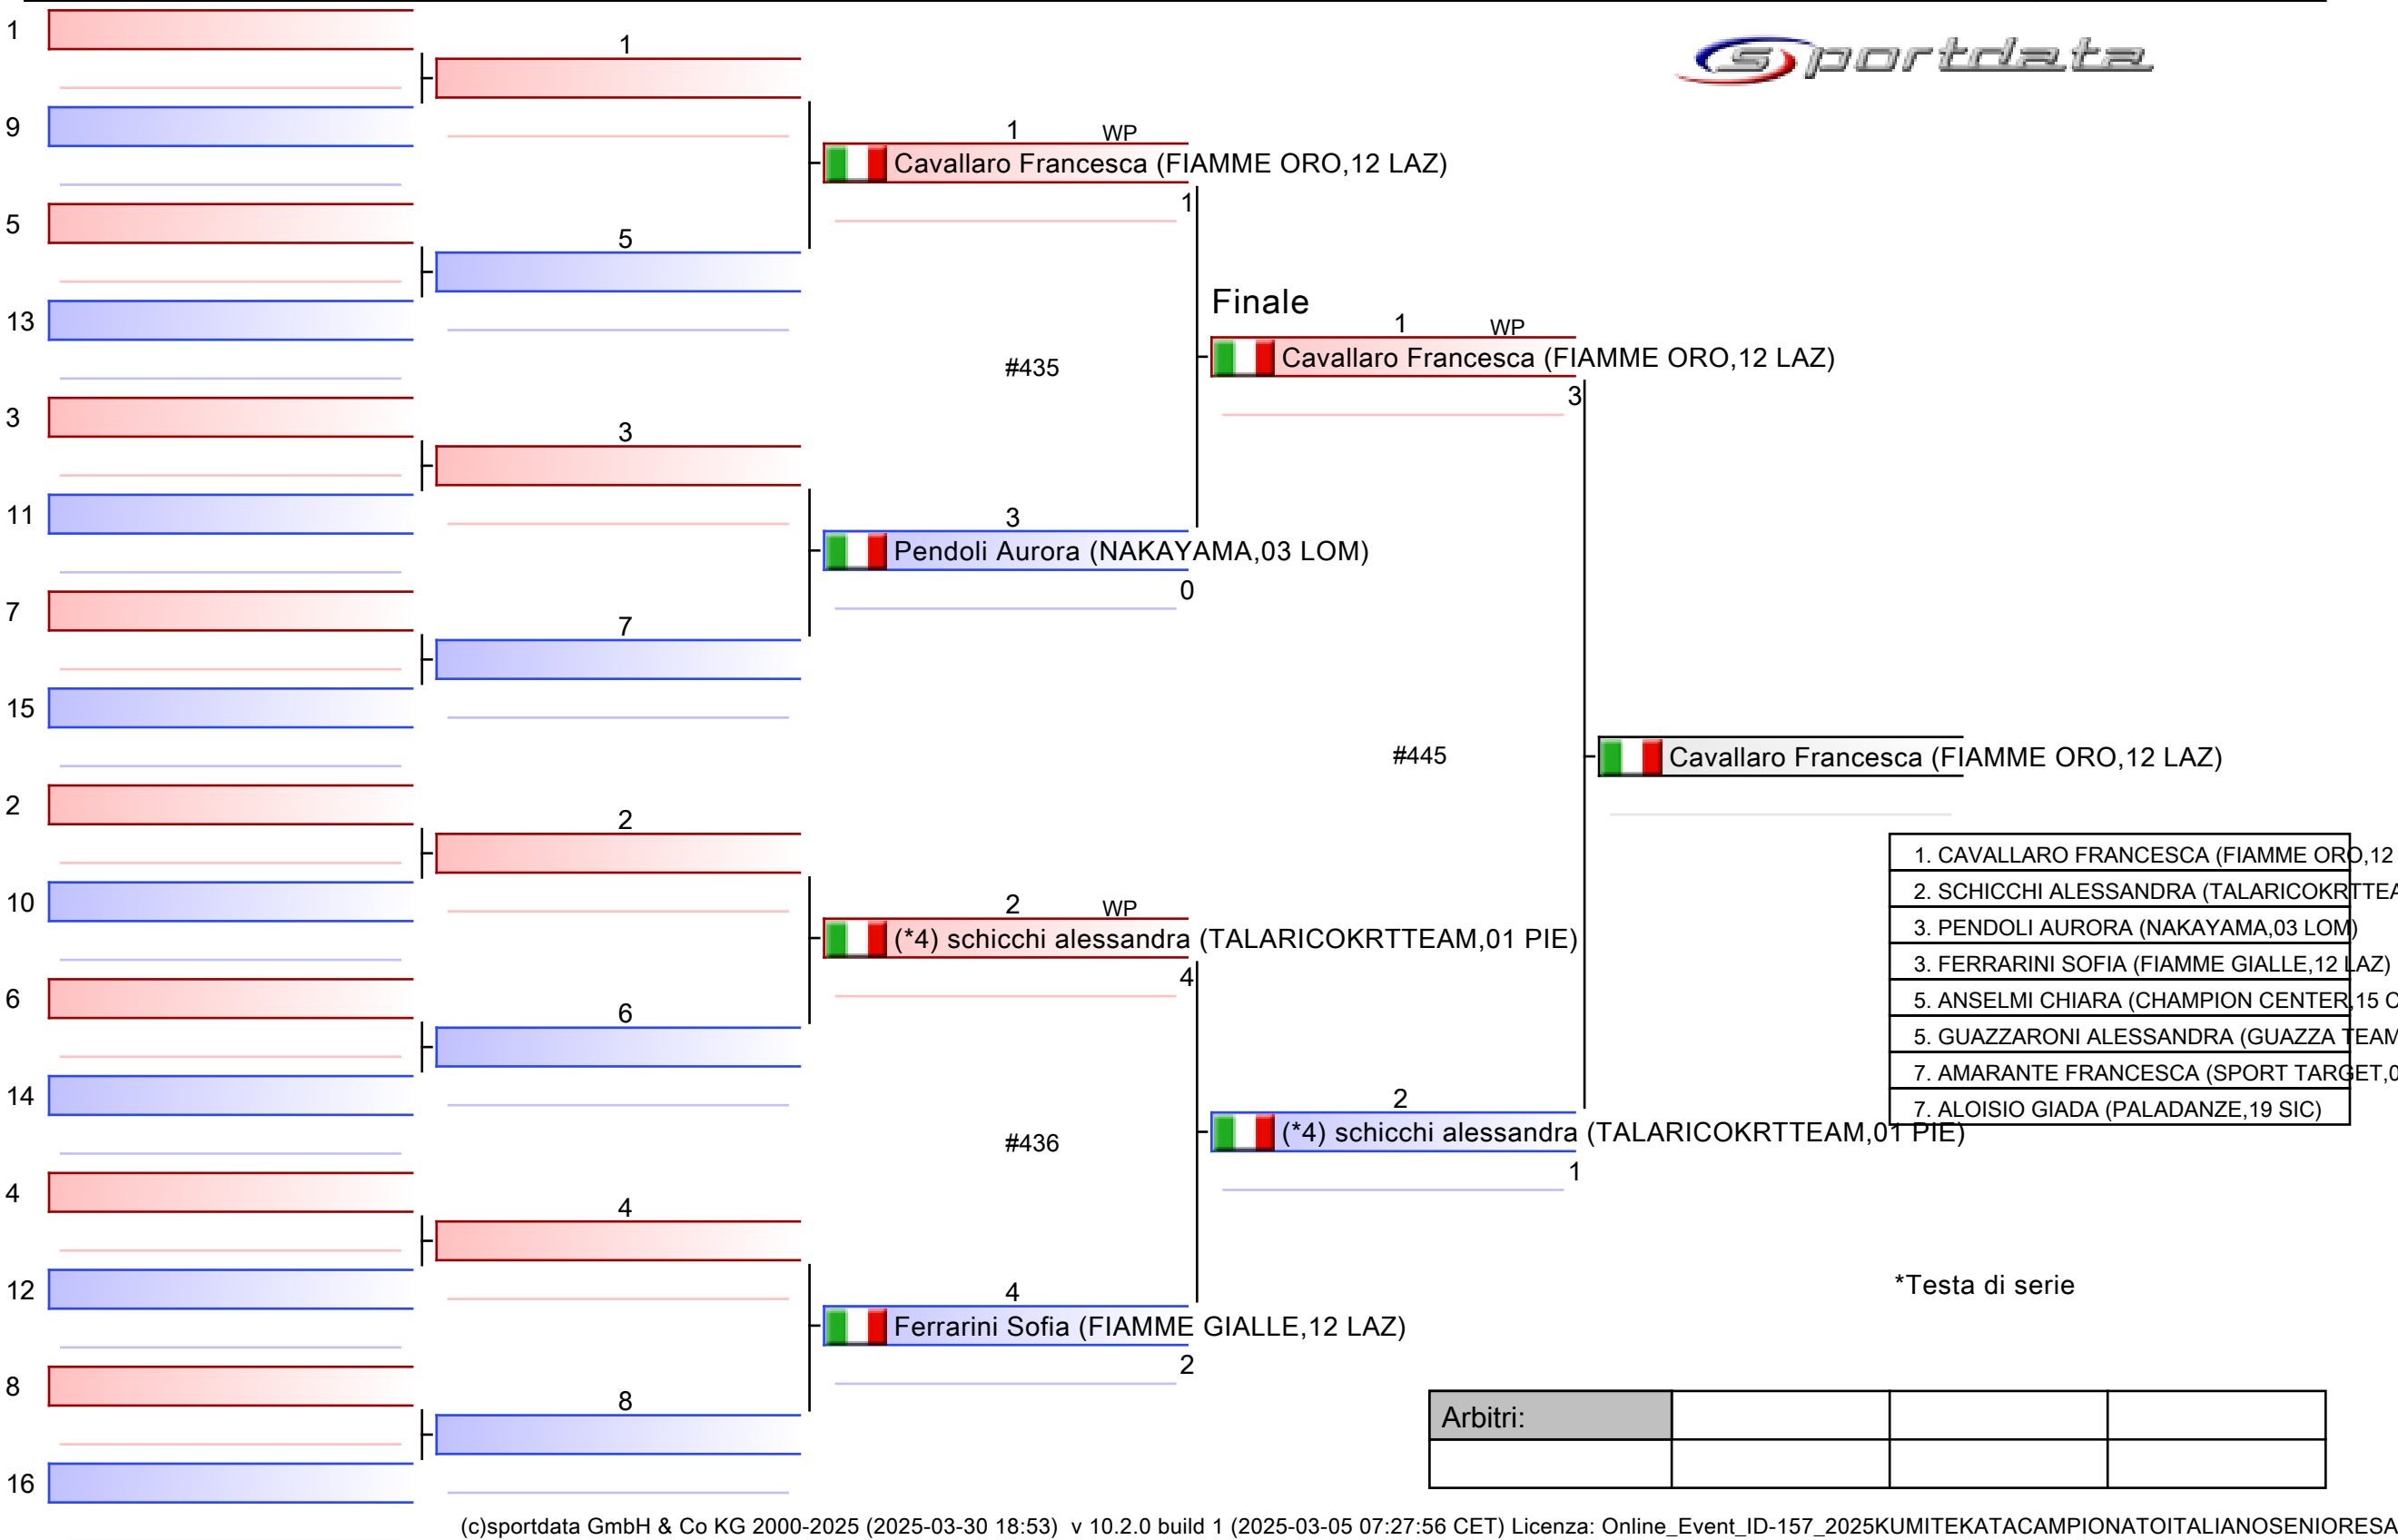 sportdata
1
9
5
13
3
11
7
15
2
10
6
14
4
12
8
16
1
5
3
7
2
6
4
8
1 WP
Cavallaro Francesca (FIAMME ORO,12 LAZ)
1
#435
3
Pendoli Aurora (NAKAYAMA,03 LOM)
0
2 WP
(*4) schicchi alessandra (TALARICOKRTTEAM,01 PIE)
4
#436
4
Ferrarini Sofia (FIAMME GIALLE,12 LAZ)
2
Finale
1 WP
Cavallaro Francesca (FIAMME ORO,12 LAZ)
3
#445
2
(*4) schicchi alessandra (TALARICOKRTTEAM,01 PIE)
1
Cavallaro Francesca (FIAMME ORO,12 LAZ)
1. CAVALLARO FRANCESCA (FIAMME ORO,12
2. SCHICCHI ALESSANDRA (TALARICOKRTTEA
3. PENDOLI AURORA (NAKAYAMA,03 LOM)
3. FERRARINI SOFIA (FIAMME GIALLE,12 LAZ)
5. ANSELMI CHIARA (CHAMPION CENTER,15 C
5. GUAZZARONI ALESSANDRA (GUAZZA TEAM
7. AMARANTE FRANCESCA (SPORT TARGET,0
7. ALOISIO GIADA (PALADANZE,19 SIC)
*Testa di serie
Arbitri:
(c)sportdata GmbH & Co KG 2000-2025 (2025-03-30 18:53) v 10.2.0 build 1 (2025-03-05 07:27:56 CET) Licenza: Online_Event_ID-157_2025KUMITEKATACAMPIONATOITALIANOSENIORESA